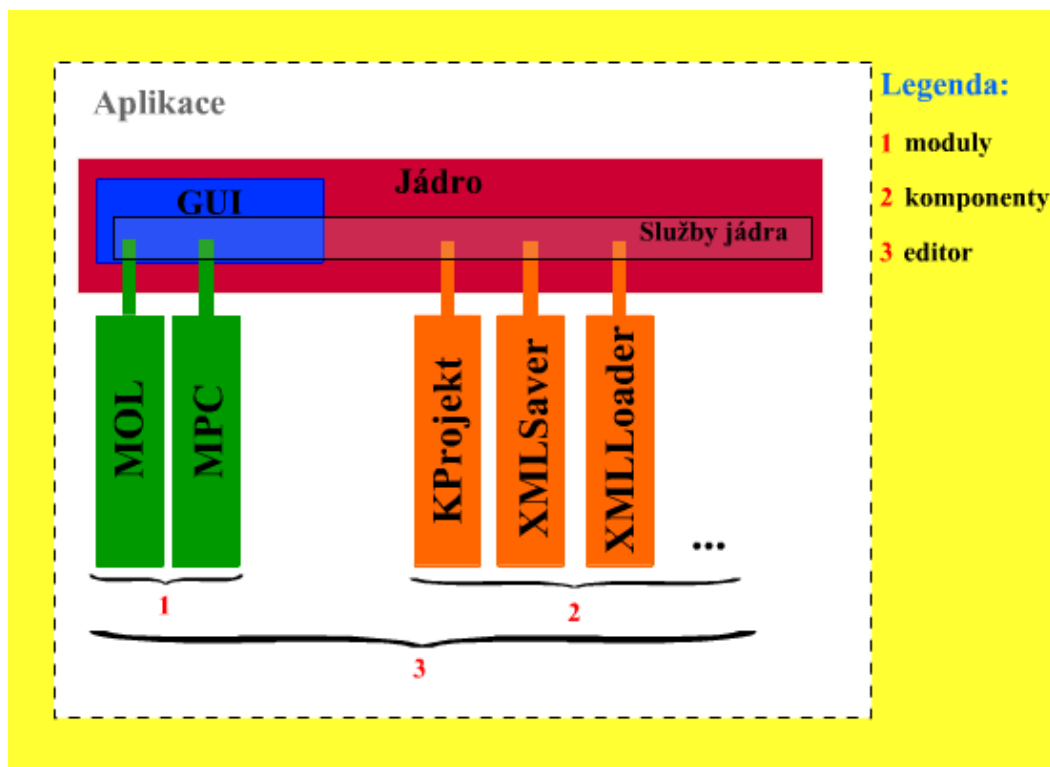 Aplikace
Legenda:
1 moduly
2 komponenty
3 editor
Jádro
GUI
Služby jádra
MOL
MPC
KProjekt
XMLSaver
XMLLoader
...
1
2
3